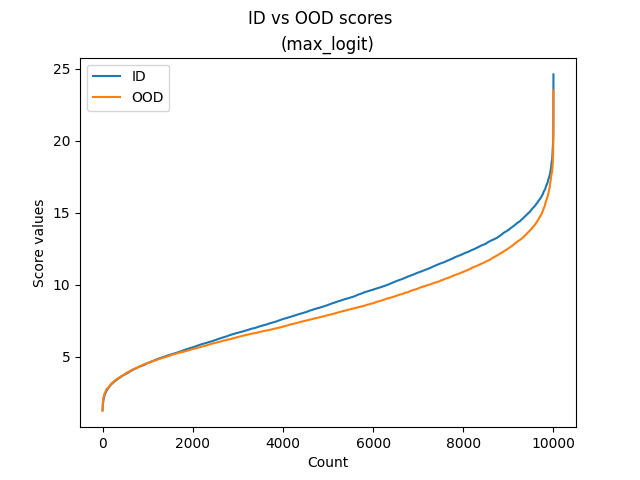 ID vs OOD scores
(max_logit)
ID
OOD
25
20
15
10
5
Score values
0
2000
4000
6000
8000
10000
Count